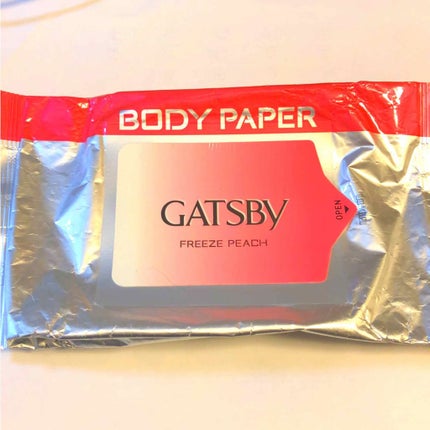 BODY PAPER
GATSBY
FREEZE PEACH
OPEN